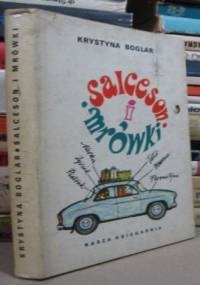 KRYSTYNA BOGLAR
Salceson
i
mrówki
NASZA KSIĘGARNIA
KRYSTYNA BOGLAR • SALCESON I MRÓWKI